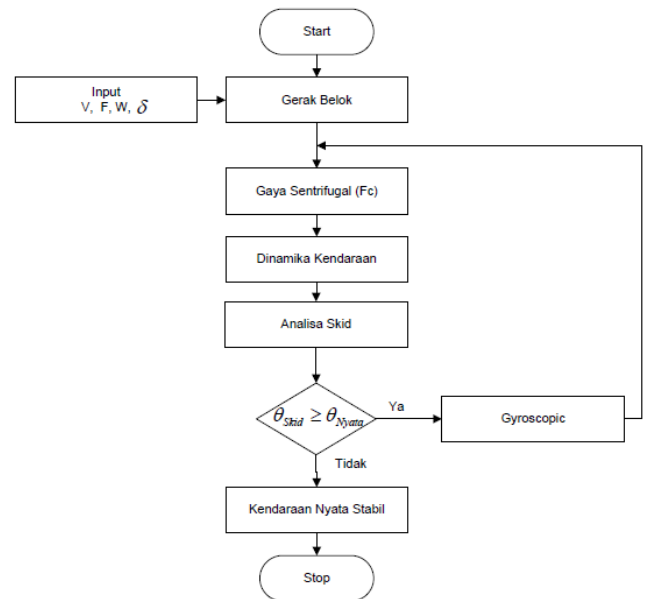 Start
Input
V, F, W, δ
Gerak Belok
Gaya Sentrifugal (Fc)
Dinamika Kendaraan
Analisa Skid
θSkid ≥ θNyata
Ya
Gyroscopic
Tidak
Kendaraan Nyata Stabil
Stop